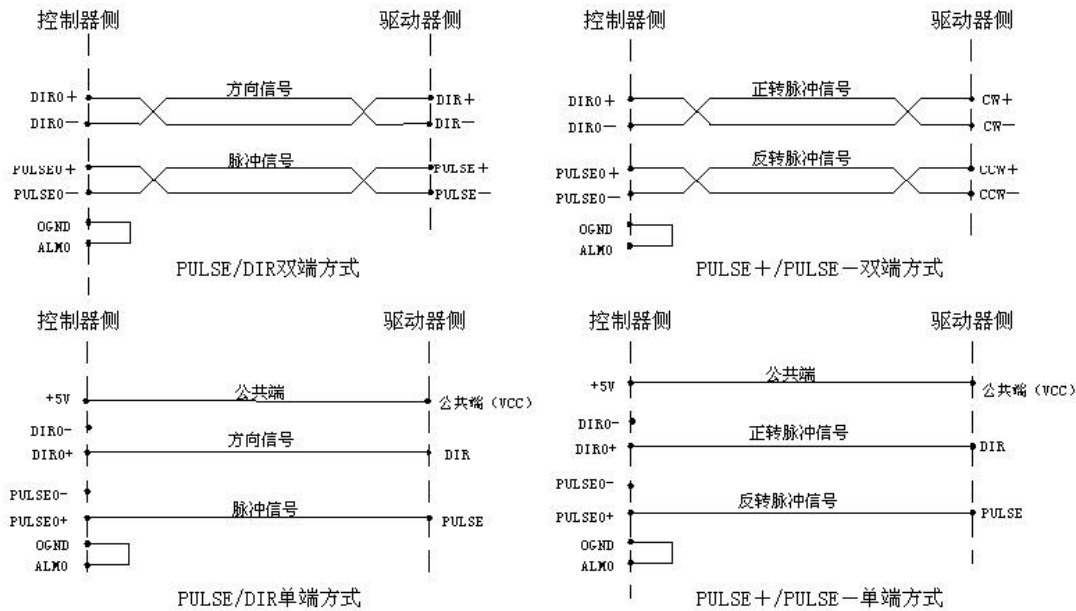 控制器侧 驱动器侧
DIR0+ 方向信号 DIR+
DIR0- DIR-
PULSE0+ 脉冲信号 PULSE+
PULSE0- PULSE-
OGND
ALM0
PULSE/DIR双端方式
控制器侧 驱动器侧
DIR0+ 正转脉冲信号 CW+
DIR0- CW-
PULSE0+ 反转脉冲信号 CCW+
PULSE0- CCW-
OGND
ALM0
PULSE+/PULSE-双端方式
控制器侧 驱动器侧
+5V 公共端 公共端(VCC)
DIR0-
DIR0+ 方向信号 DIR
PULSE0-
PULSE0+ 脉冲信号 PULSE
OGND
ALM0
PULSE/DIR单端方式
控制器侧 驱动器侧
+5V 公共端 公共端(VCC)
DIR0-
DIR0+ 正转脉冲信号 DIR
PULSE0-
PULSE0+ 反转脉冲信号 PULSE
OGND
ALM0
PULSE+/PULSE-单端方式